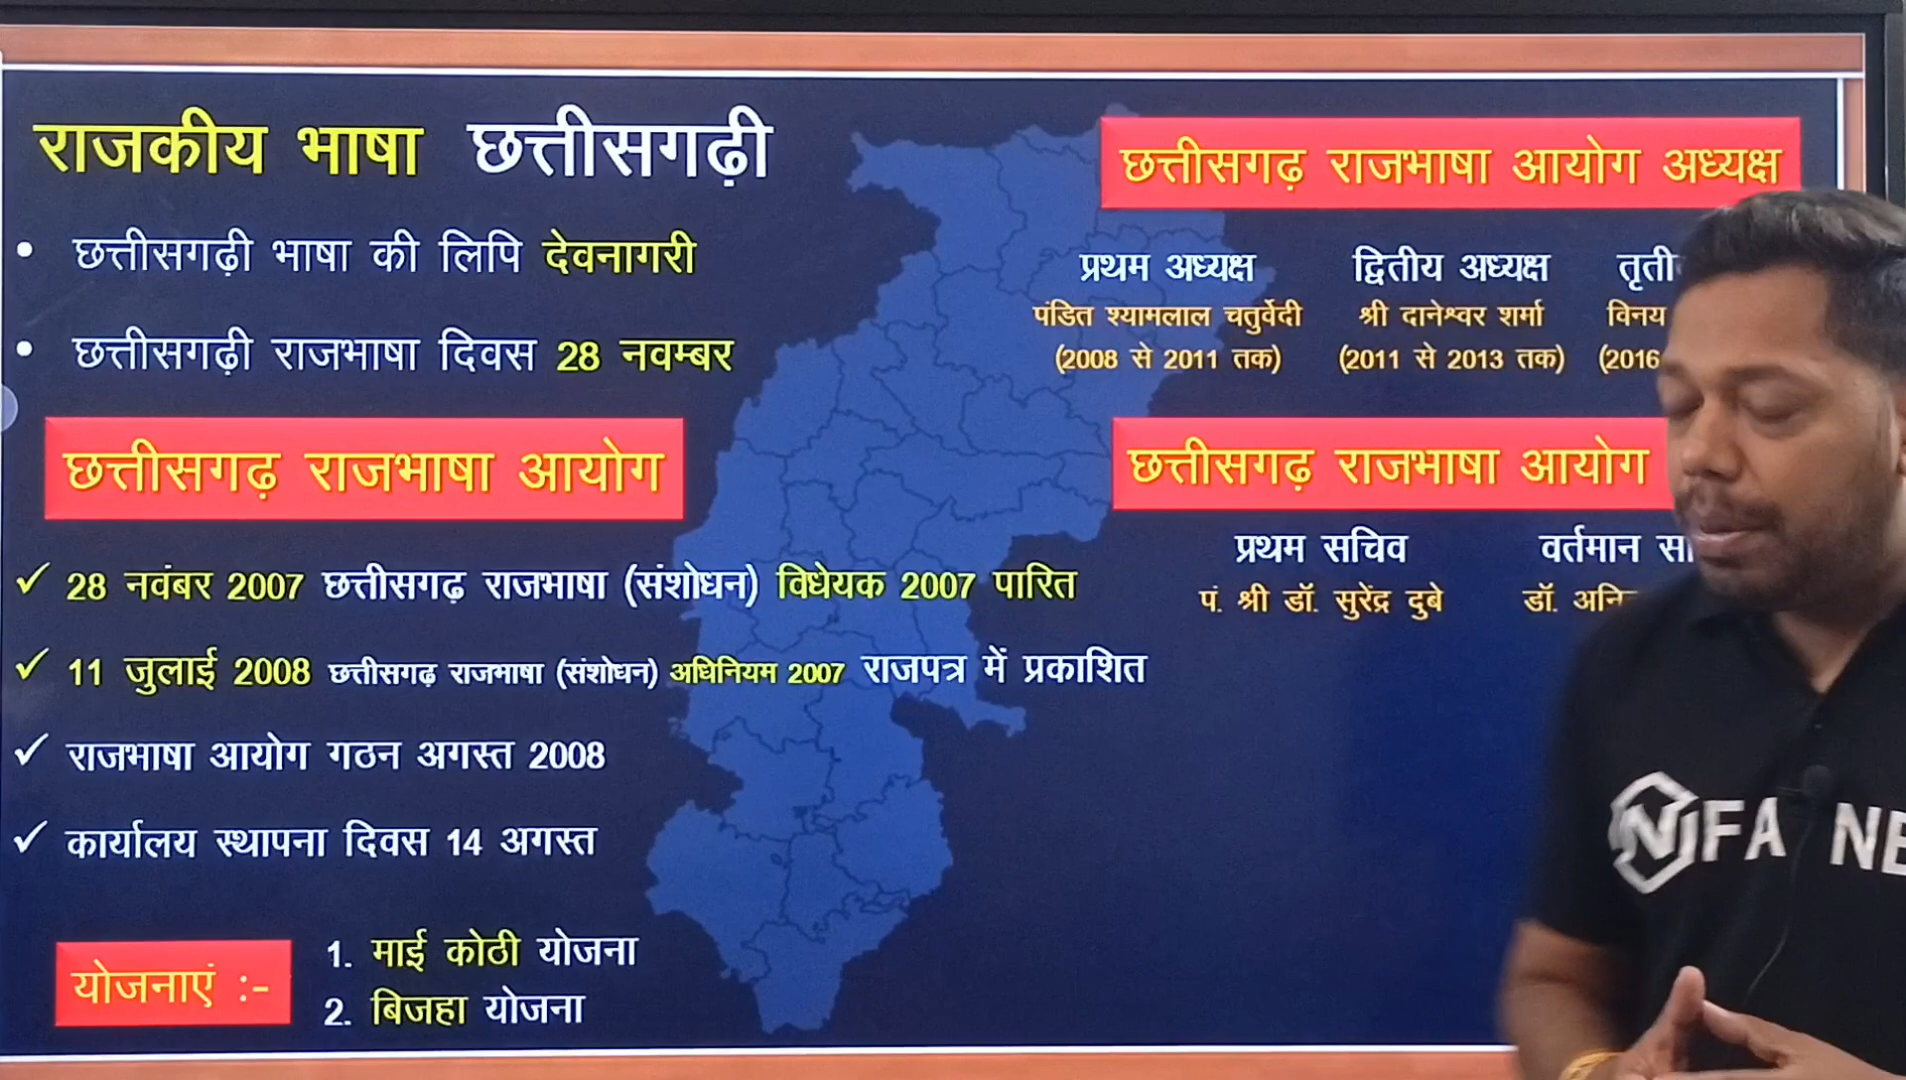 राजकीय भाषा छत्तीसगढ़ी
• छत्तीसगढ़ी भाषा की लिपि देवनागरी
• छत्तीसगढ़ी राजभाषा दिवस 28 नवम्बर
छत्तीसगढ़ राजभाषा आयोग
✓ 28 नवंबर 2007 छत्तीसगढ़ राजभाषा (संशोधन) विधेयक 2007 पारित
✓ 11 जुलाई 2008 छत्तीसगढ़ राजभाषा (संशोधन) अधिनियम 2007 राजपत्र में प्रकाशित
✓ राजभाषा आयोग गठन अगस्त 2008
✓ कार्यालय स्थापना दिवस 14 अगस्त
योजनाएं :-
1. माई कोठी योजना
2. बिजहा योजना
छत्तीसगढ़ राजभाषा आयोग अध्यक्ष
प्रथम अध्यक्ष
पंडित श्यामलाल चतुर्वेदी
(2008 से 2011 तक)
द्वितीय अध्यक्ष
श्री दानेश्वर शर्मा
(2011 से 2013 तक)
विनय
(2016
छत्तीसगढ़ राजभाषा आयोग
प्रथम सचिव
पं. श्री डॉ. सुरेंद्र दुबे
वर्तमान
डॉ.
FA NE